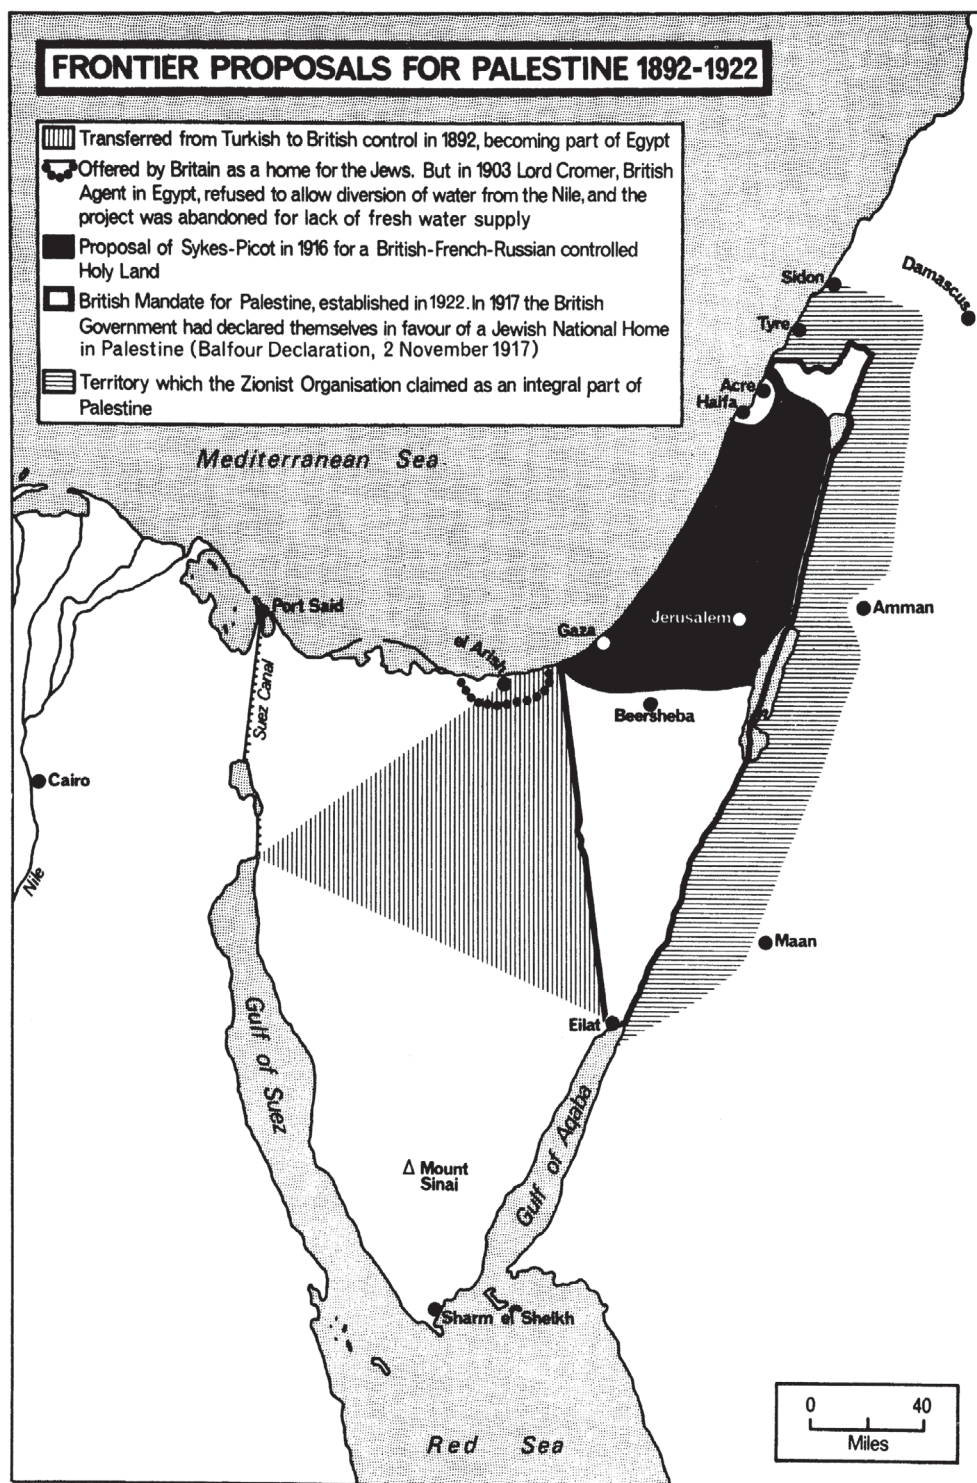 FRONTIER PROPOSALS FOR PALESTINE 1892-1922
Transferred from Turkish to British control in 1892, becoming part of Egypt
Offered by Britain as a home for the Jews. But in 1903 Lord Cromer, British
Agent in Egypt, refused to allow diversion of water from the Nile, and the
project was abandoned for lack of fresh water supply
Proposal of Sykes-Picot in 1916 for a British-French-Russian controlled
Holy Land
British Mandate for Palestine, established in 1922. In 1917 the British
Government had declared themselves in favour of a Jewish National Home
in Palestine (Balfour Declaration, 2 November 1917)
Territory which the Zionist Organisation claimed as an integral part of
Palestine
Sidon
Damascus
Tyre
Acre
Haifa
Mediterranean Sea
Port Said
Amman
Jerusalem
Gaza
el Arish
Suez Canal
Beersheba
Cairo
Nile
Maan
Eilat
Gulf of Suez
Gulf of Aqaba
Mount
Sinai
Sharm el Sheikh
Red Sea
0 40
Miles